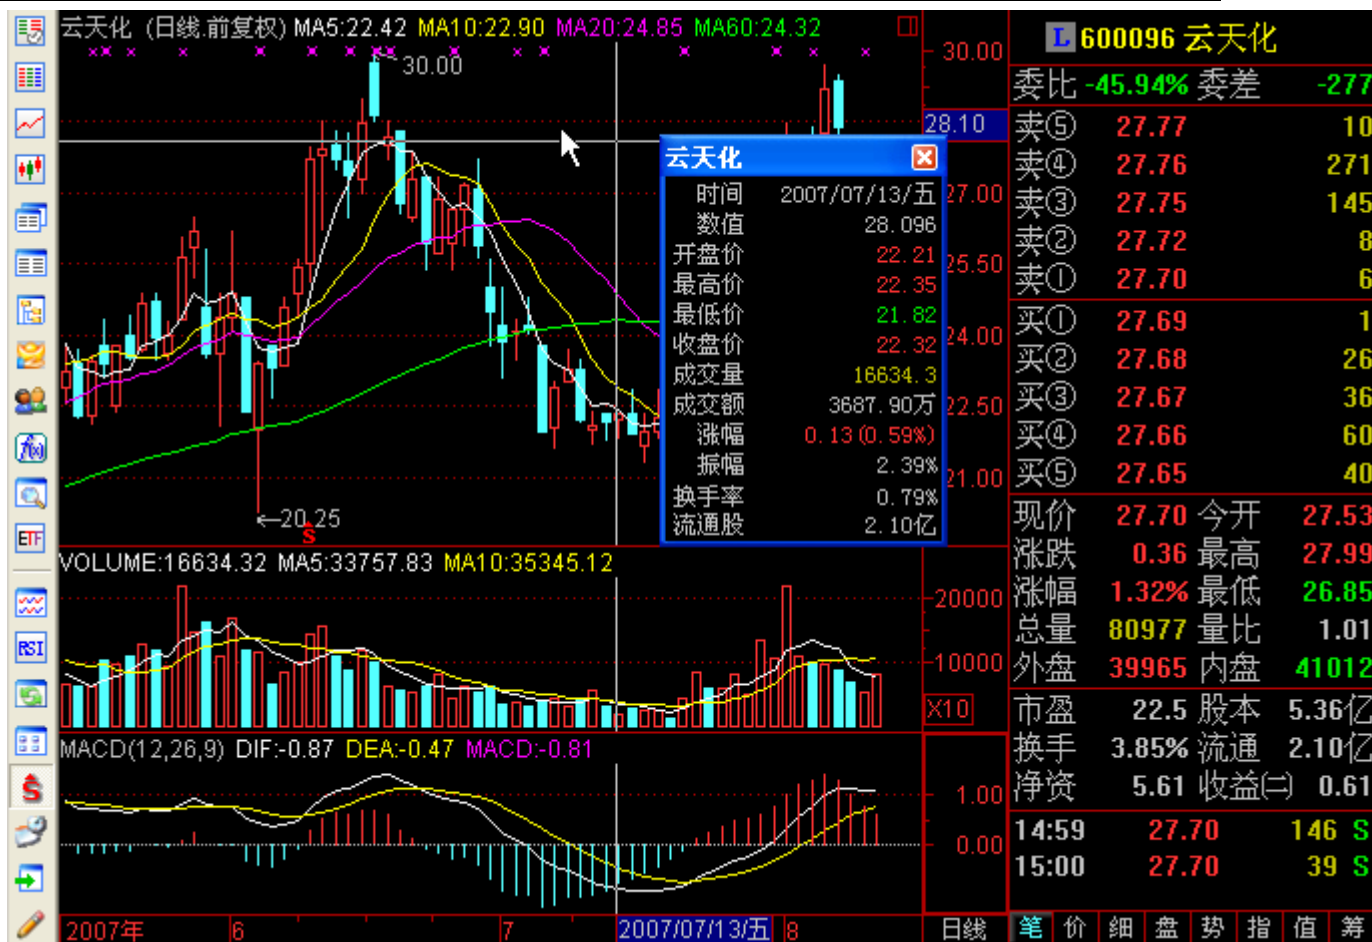 云天化 (日线.前复权) MA5:22.42 MA10:22.90 MA20:24.85 MA60:24.32
30.00
20.25
S
30.00
28.10
27.00
25.50
24.00
22.50
21.00
云天化
时间 2007/07/13/五
数值 28.096
开盘价 22.21
最高价 22.35
最低价 21.82
收盘价 22.32
成交量 16634.3
成交额 3687.90万
涨幅 0.13(0.59%)
振幅 2.39%
换手率 0.79%
流通股 2.10亿
VOLUME:16634.32 MA5:33757.83 MA10:35345.12
20000
10000
X10
MACD(12,26,9) DIF:-0.87 DEA:-0.47 MACD:-0.81
1.00
0.00
2007年 6 7 2007/07/13/五 8 日线
f(x)
ETF
RSI
S
L 600096 云天化
委比 -45.94% 委差 -277
卖⑤ 27.77 10
卖④ 27.76 271
卖③ 27.75 145
卖② 27.72 8
卖① 27.70 6
买① 27.69 1
买② 27.68 26
买③ 27.67 36
买④ 27.66 60
买⑤ 27.65 40
现价 27.70 今开 27.53
涨跌 0.36 最高 27.99
涨幅 1.32% 最低 26.85
总量 80977 量比 1.01
外盘 39965 内盘 41012
市盈 22.5 股本 5.36亿
换手 3.85% 流通 2.10亿
净资 5.61 收益㈡ 0.61
14:59 27.70 146 S
15:00 27.70 39 S
笔 价 细 盘 势 指 值 筹